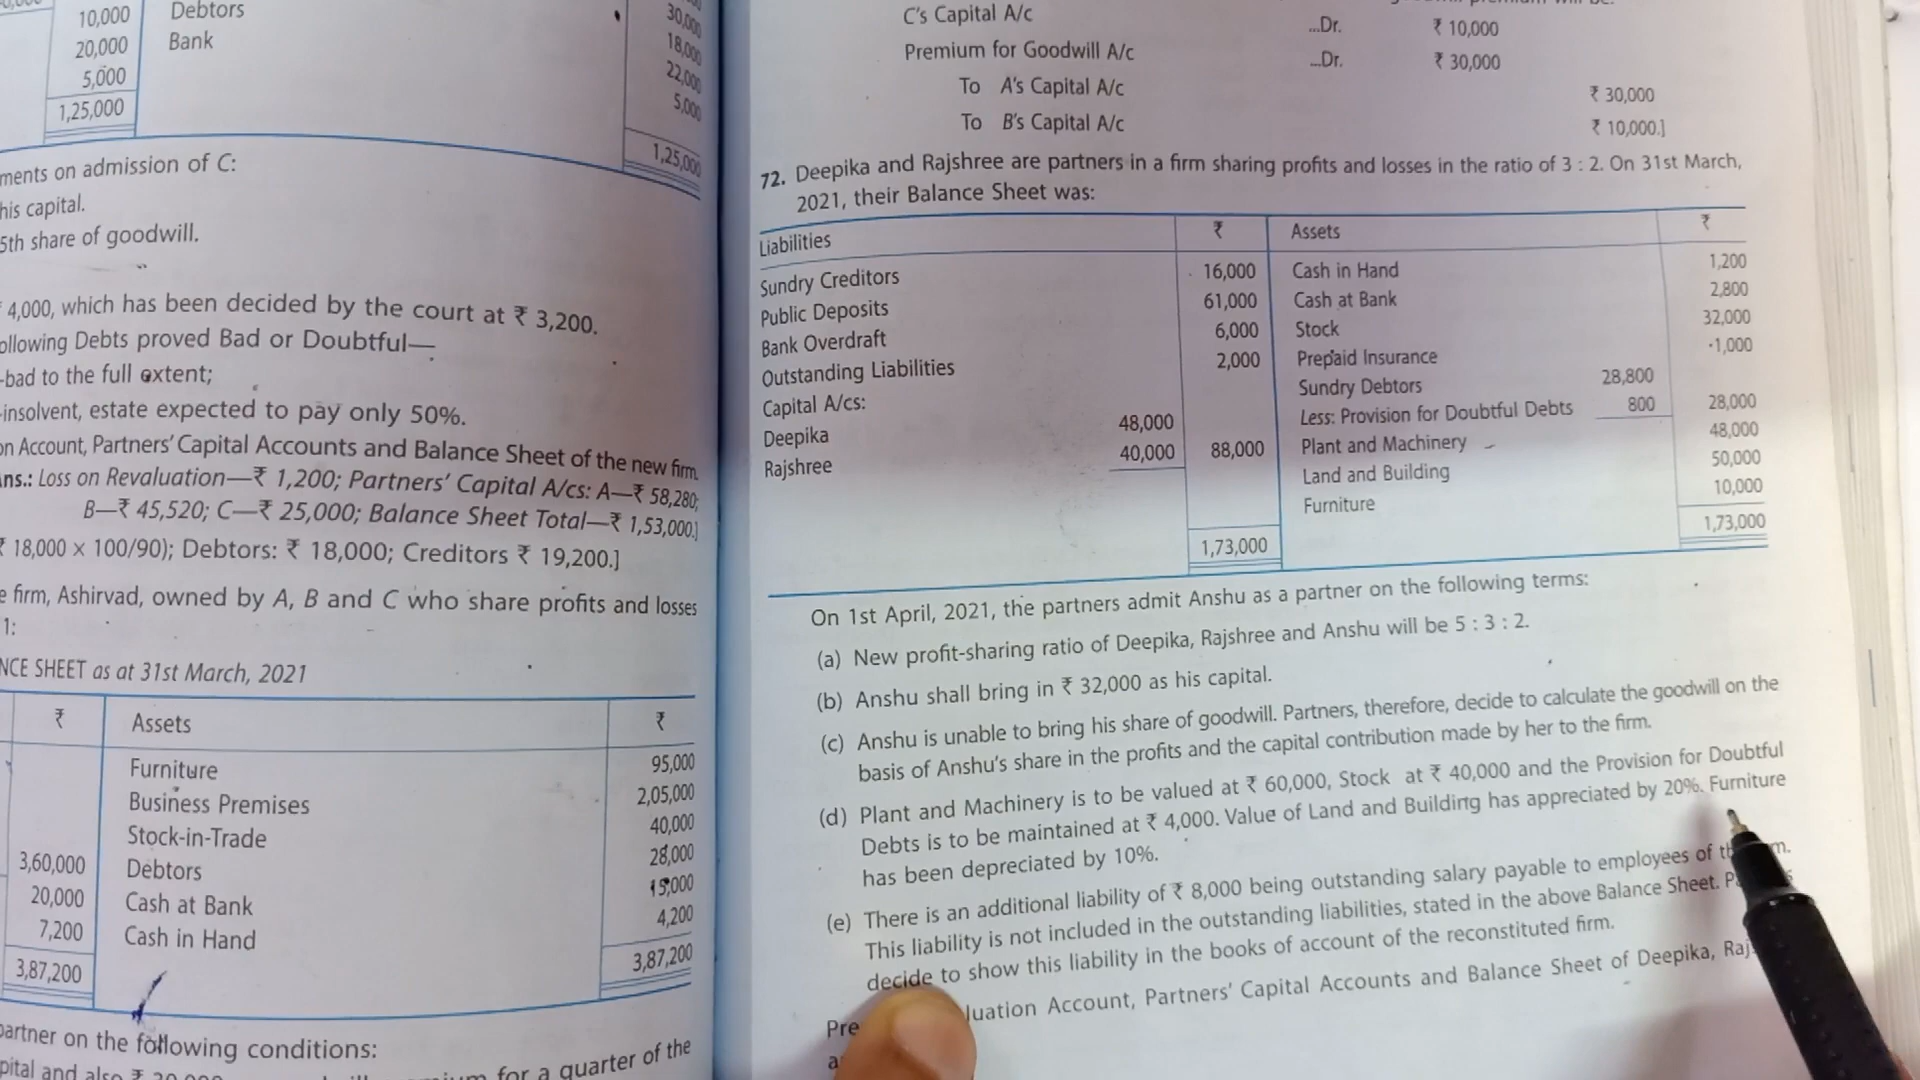 10,000 Debtors 30,000
20,000 Bank 18,000
5,000 22,000
5,000
1,25,000
1,25,000
ments on admission of C:
his capital.
5th share of goodwill.
4,000, which has been decided by the court at ₹ 3,200.
ollowing Debts proved Bad or Doubtful—
-bad to the full extent;
-insolvent, estate expected to pay only 50%.
on Account, Partners' Capital Accounts and Balance Sheet of the new firm.
ns.: Loss on Revaluation—₹ 1,200; Partners' Capital A/cs: A—₹ 58,280;
B—₹ 45,520; C—₹ 25,000; Balance Sheet Total—₹ 1,53,000.]
₹ 18,000 × 100/90); Debtors: ₹ 18,000; Creditors ₹ 19,200.]
e firm, Ashirvad, owned by A, B and C who share profits and losses
1:
NCE SHEET as at 31st March, 2021
₹ Assets ₹
Furniture 95,000
Business Premises 2,05,000
Stock-in-Trade 40,000
3,60,000 Debtors 28,000
20,000 Cash at Bank 15,000
7,200 Cash in Hand 4,200
3,87,200 3,87,200
partner on the following conditions:
pital and also ₹ for a quarter of the
C's Capital A/c ...Dr. ₹ 10,000
Premium for Goodwill A/c ...Dr. ₹ 30,000
To A's Capital A/c ₹ 30,000
To B's Capital A/c ₹ 10,000.]
72. Deepika and Rajshree are partners in a firm sharing profits and losses in the ratio of 3 : 2. On 31st March,
2021, their Balance Sheet was:
Liabilities ₹ Assets ₹
Sundry Creditors 16,000 Cash in Hand 1,200
Public Deposits 61,000 Cash at Bank 2,800
Bank Overdraft 6,000 Stock 32,000
Outstanding Liabilities 2,000 Prepaid Insurance 1,000
Capital A/cs: Sundry Debtors 28,800
Deepika 48,000 Less: Provision for Doubtful Debts 800 28,000
Rajshree 40,000 88,000 Plant and Machinery 48,000
Land and Building 50,000
Furniture 10,000
1,73,000 1,73,000
On 1st April, 2021, the partners admit Anshu as a partner on the following terms:
(a) New profit-sharing ratio of Deepika, Rajshree and Anshu will be 5 : 3 : 2.
(b) Anshu shall bring in ₹ 32,000 as his capital.
(c) Anshu is unable to bring his share of goodwill. Partners, therefore, decide to calculate the goodwill on the
basis of Anshu's share in the profits and the capital contribution made by her to the firm.
(d) Plant and Machinery is to be valued at ₹ 60,000, Stock at ₹ 40,000 and the Provision for Doubtful
Debts is to be maintained at ₹ 4,000. Value of Land and Building has appreciated by 20%. Furniture
has been depreciated by 10%.
(e) There is an additional liability of ₹ 8,000 being outstanding salary payable to employees of
This liability is not included in the outstanding liabilities, stated in the above Balance Sheet.
decide to show this liability in the books of account of the reconstituted firm.
Pre luation Account, Partners' Capital Accounts and Balance Sheet of Deepika, Raj